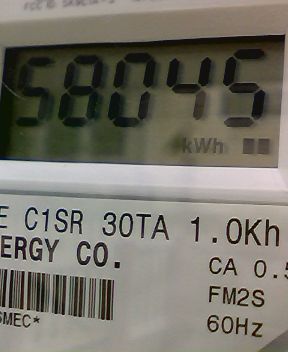 58045
kWh
E C1SR 30TA 1.0Kh
ERGY CO.
CA 0.5
FM2S
SMEC*
60Hz